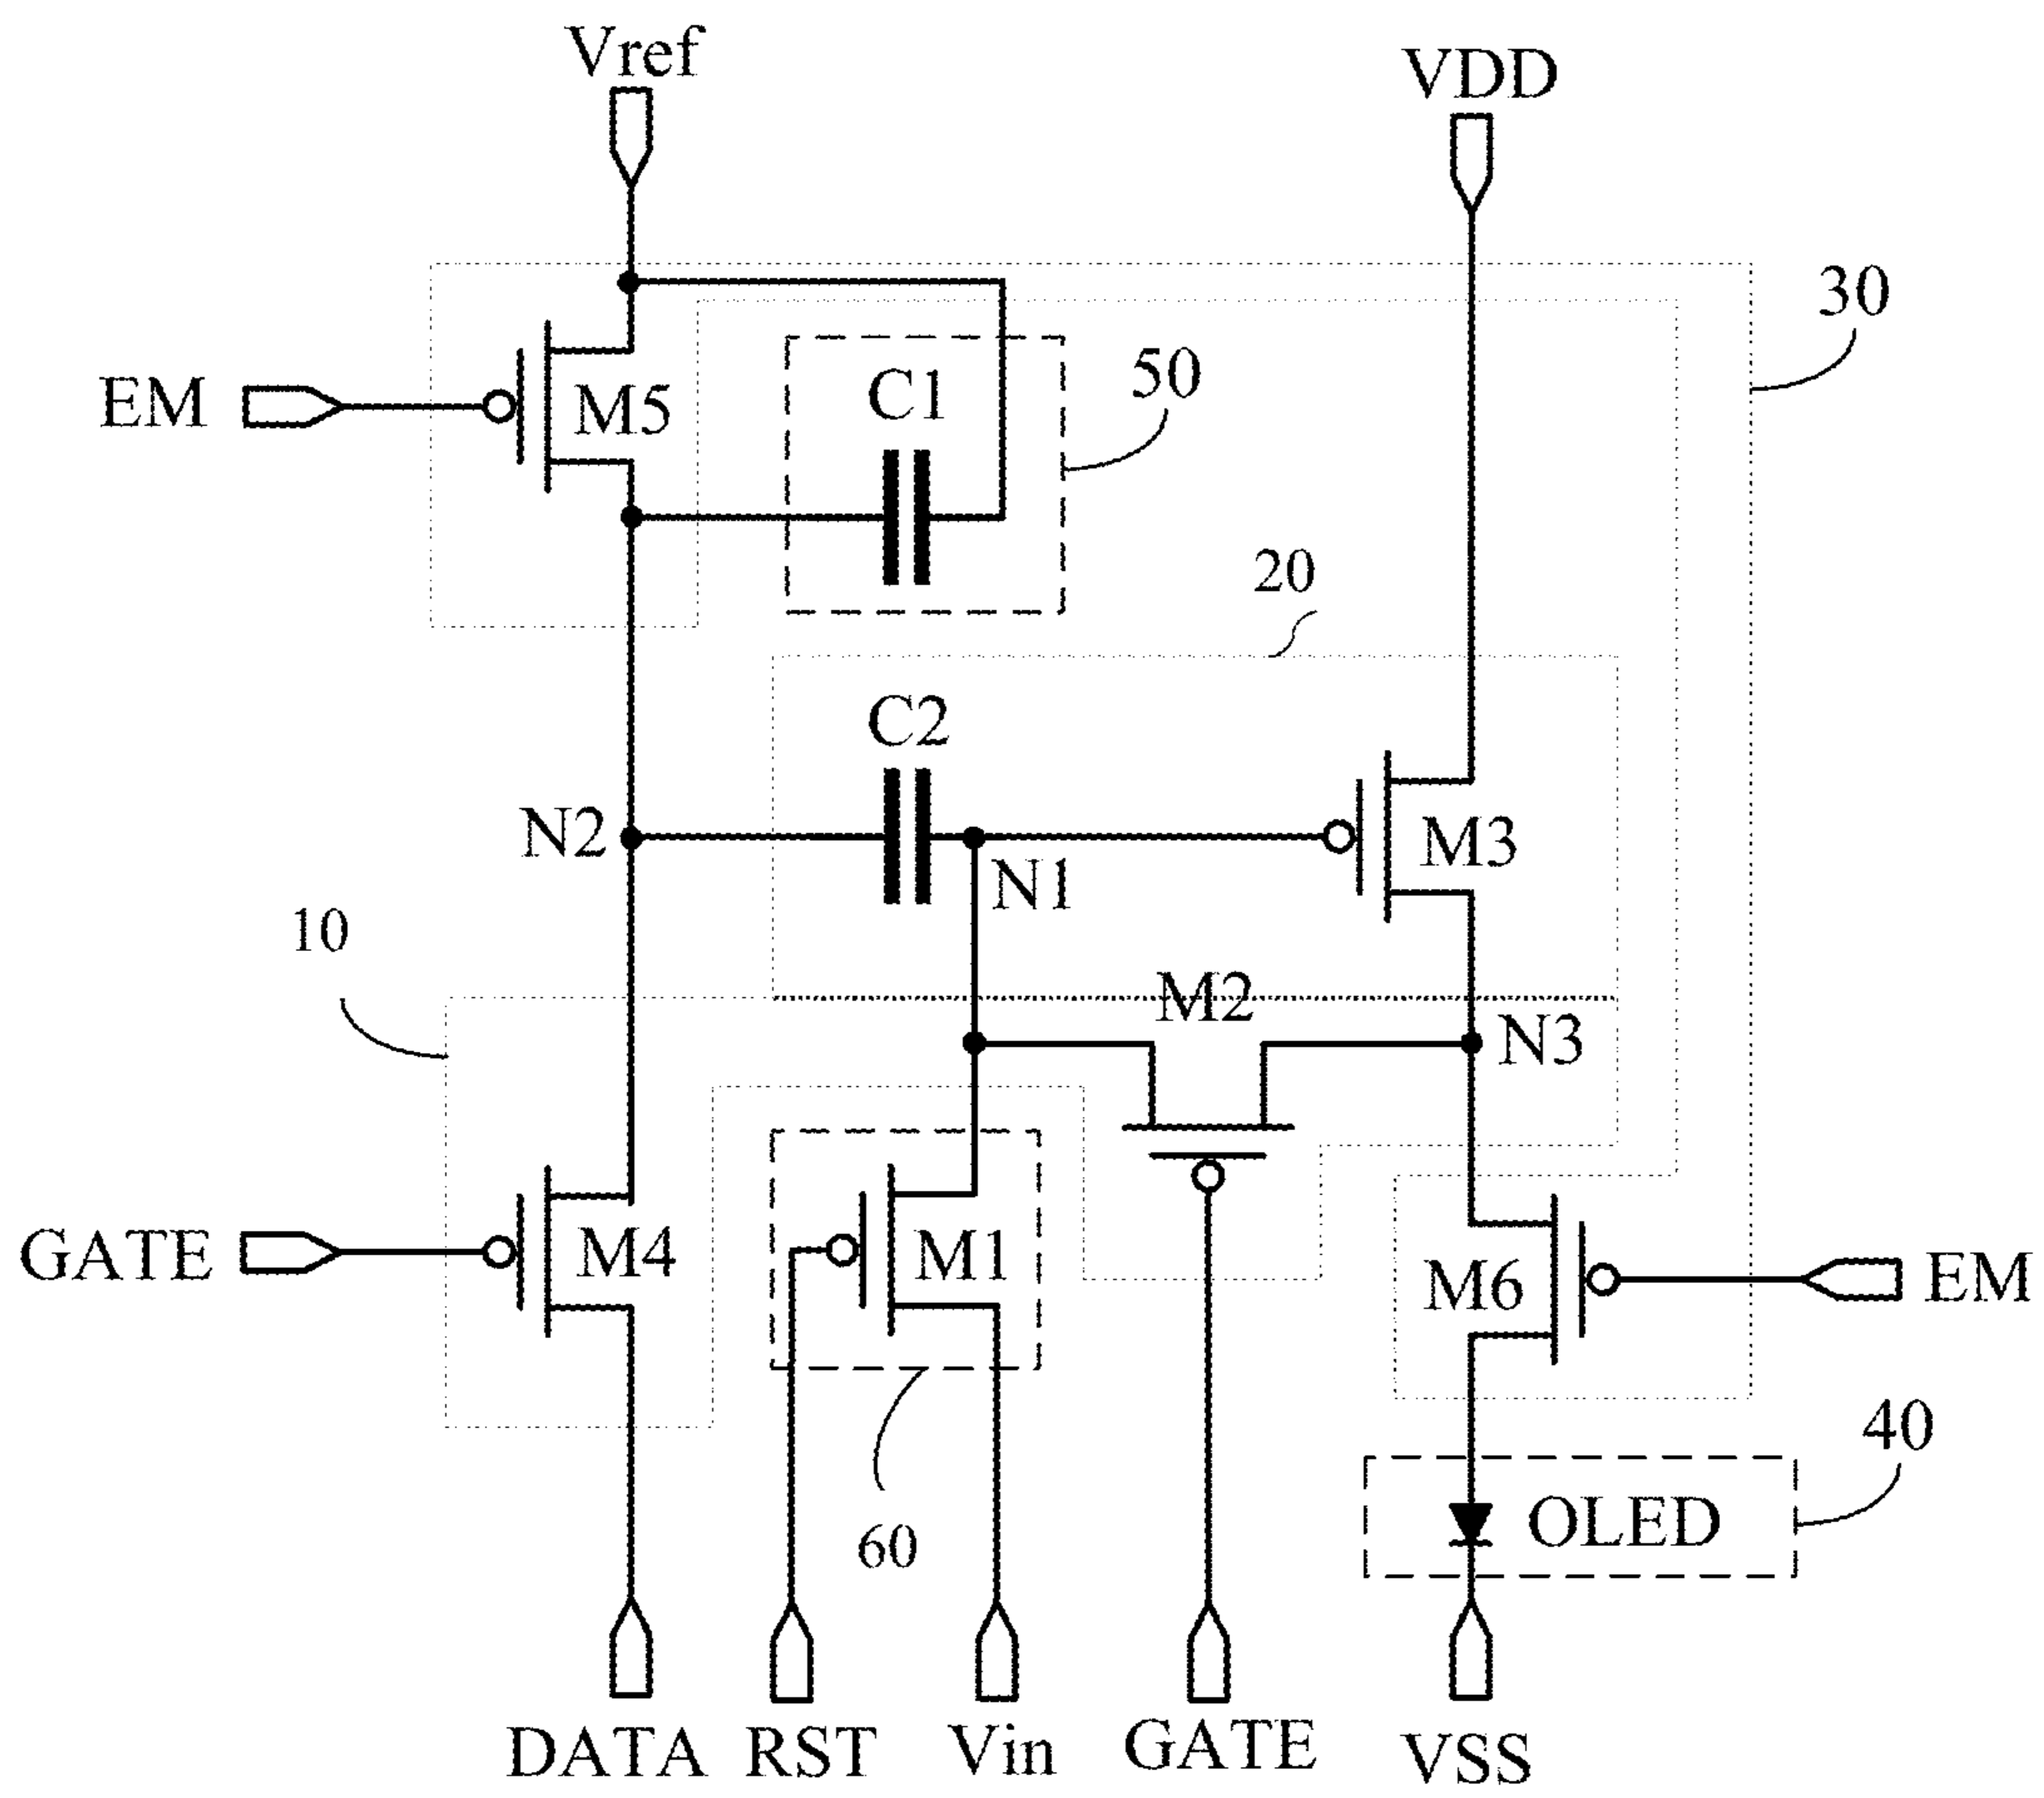 Vref
VDD
30
50
EM
M5
C1
20
C2
N2
N1
M3
10
M2
N3
GATE
M4
M1
M6
EM
40
60
OLED
DATA
RST
Vin
GATE
VSS